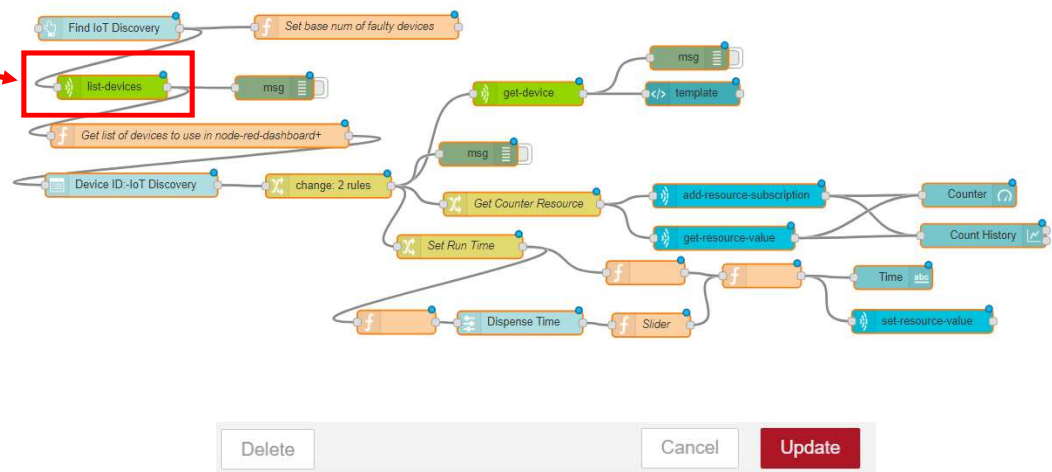 Find IoT Discovery
Set base num of faulty devices
list-devices
msg
Get list of devices to use in node-red-dashboard+
Device ID:-IoT Discovery
change: 2 rules
msg
get-device
template
msg
Get Counter Resource
Set Run Time
add-resource-subscription
get-resource-value
Counter
Count History
Dispense Time
Slider
Time
abc
set-resource-value
Delete
Cancel
Update